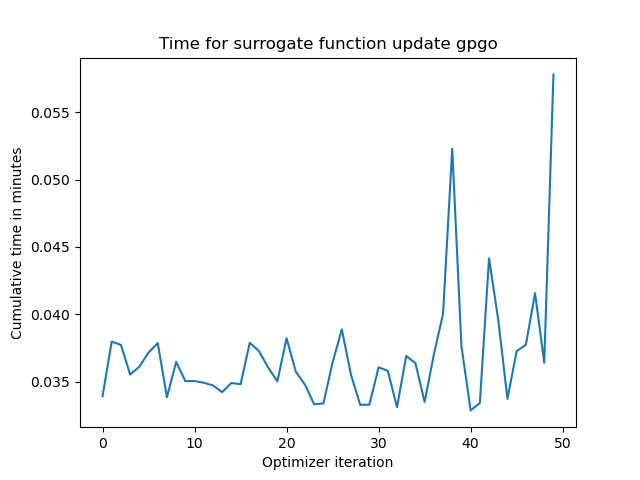 Time for surrogate function update gpgo
Cumulative time in minutes
0.055
0.050
0.045
0.040
0.035
0 10 20 30 40 50
Optimizer iteration